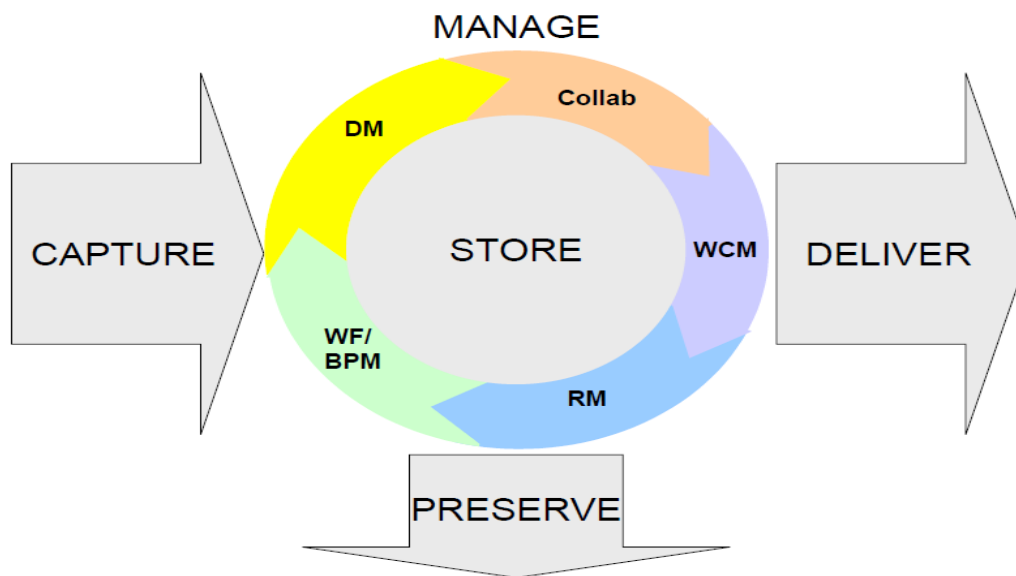 MANAGE
Collab
DM
CAPTURE
STORE
WCM
DELIVER
WF/
BPM
RM
PRESERVE